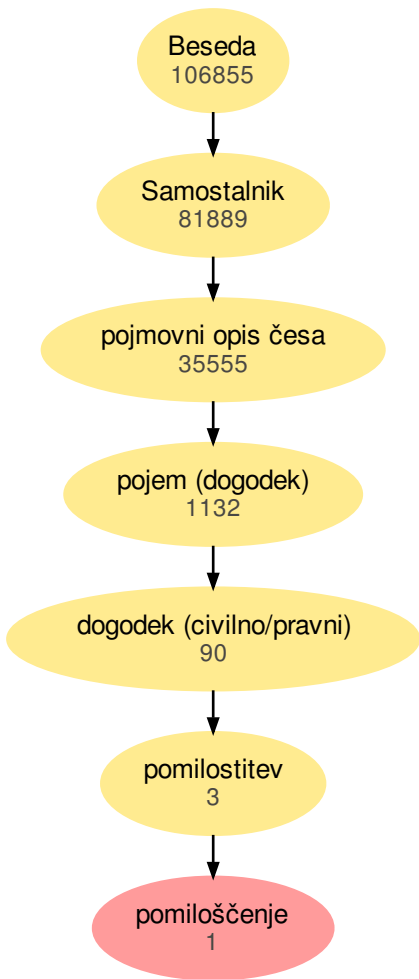 Beseda
106855
Samostalnik
81889
pojmovni opis česa
35555
pojem (dogodek)
1132
dogodek (civilno/pravni)
90
pomilostitev
3
pomiloščenje
1